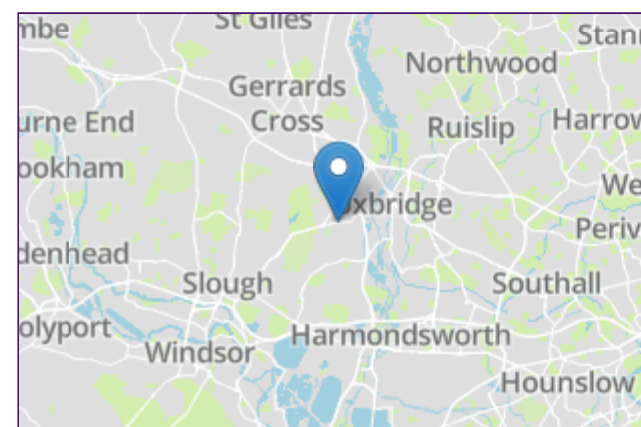 mbe
St Giles
Stanr
Northwood
Gerrards
Cross
urne End
Ruislip
Harrow
ookham
We
oxbridge
Periv
denhead
Slough
Southall
olyport
Harmondsworth
Windsor
Hounslow